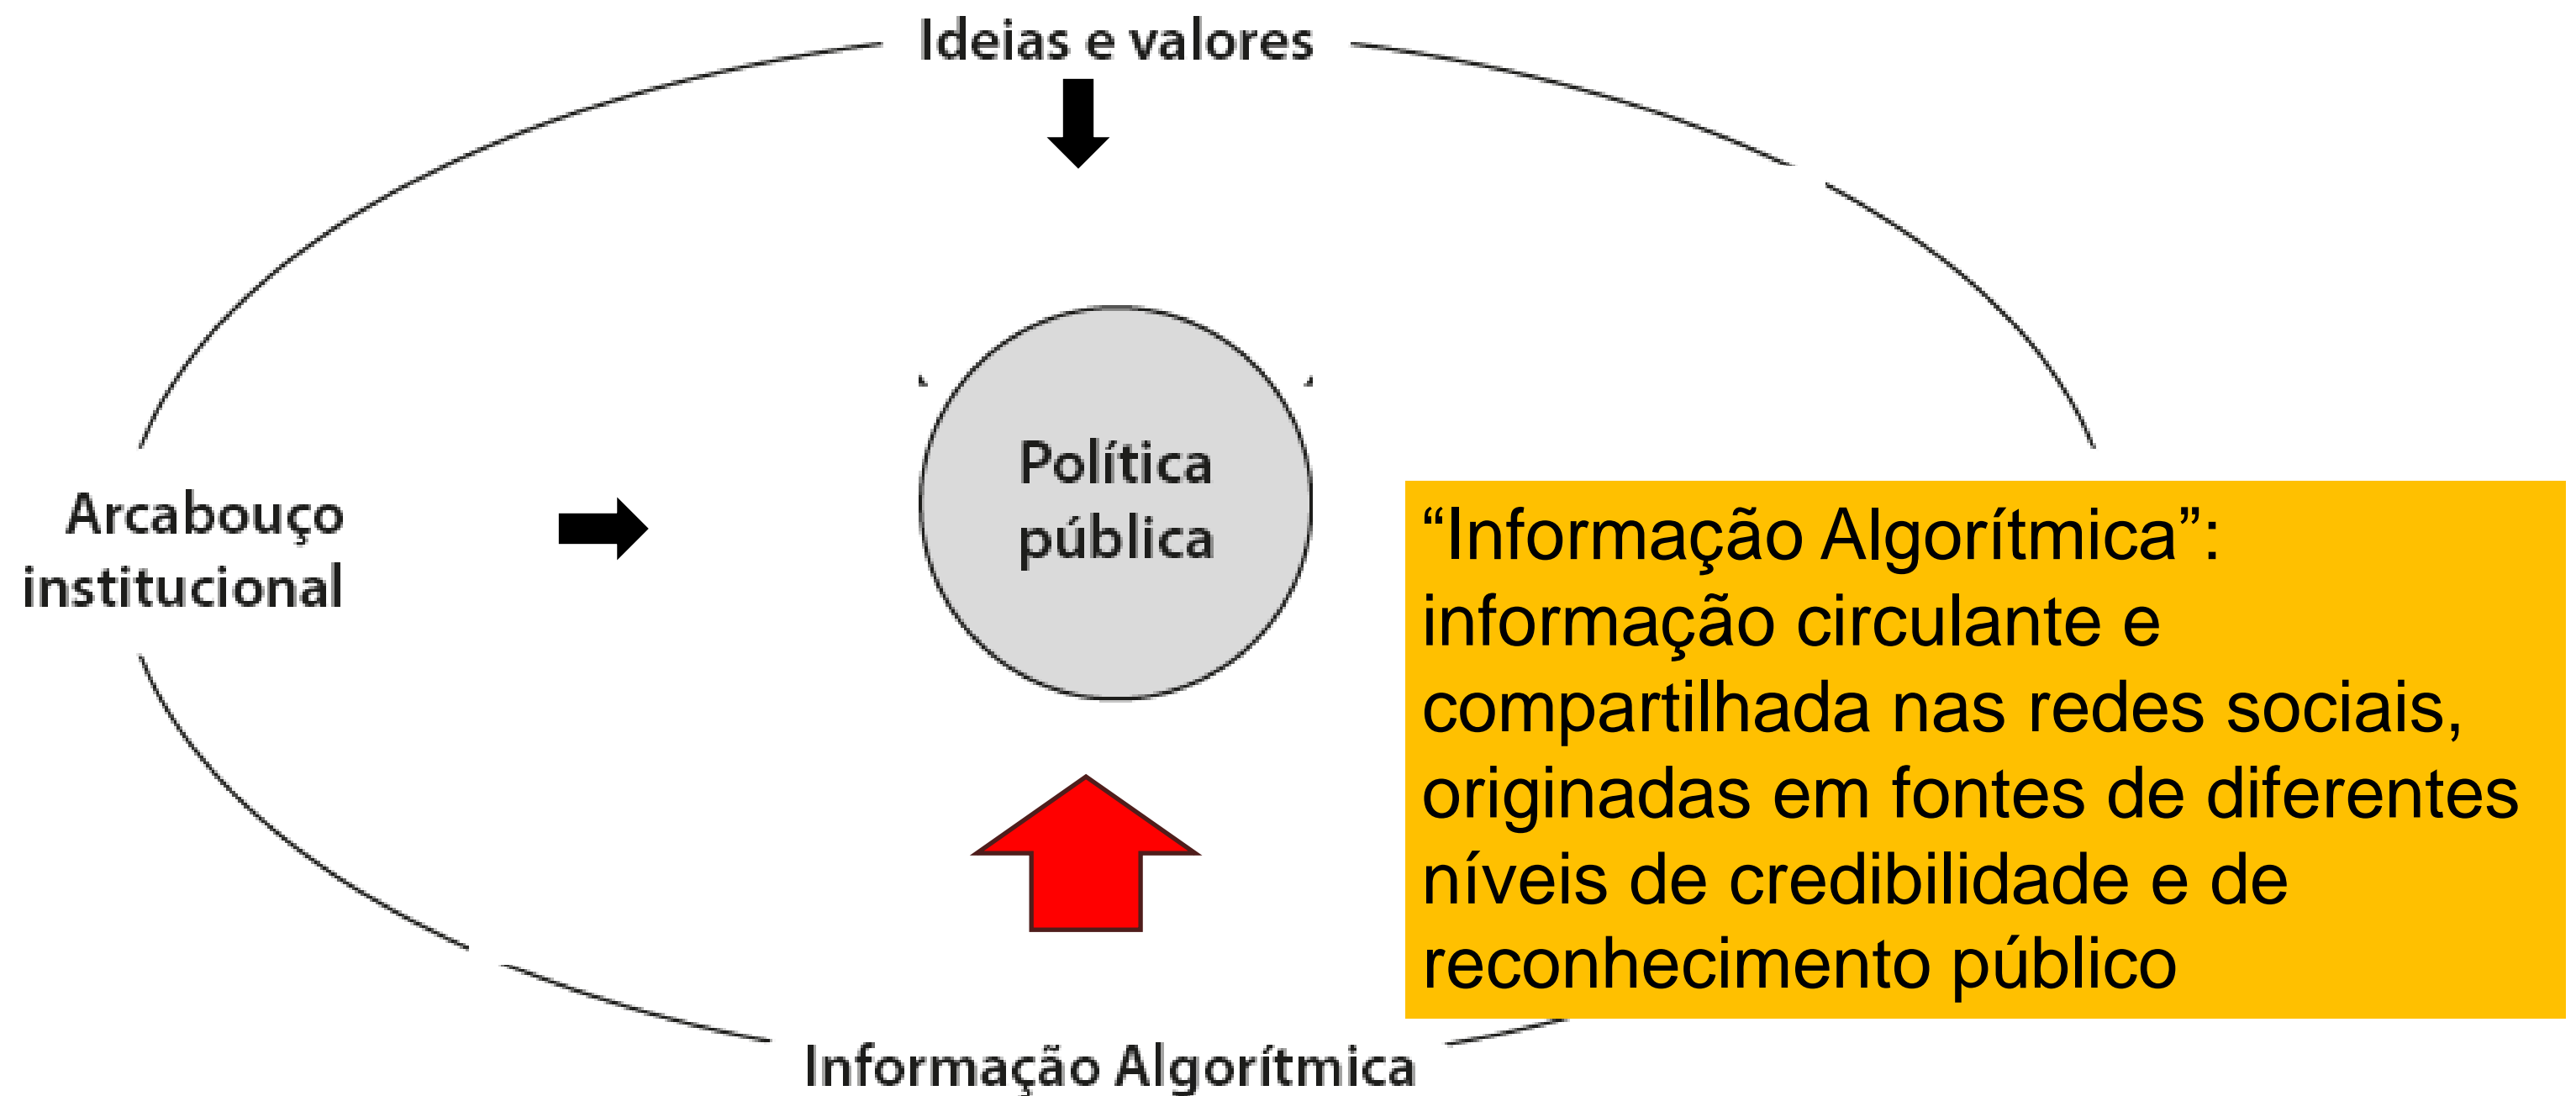 Ideias e valores
Arcabouço
institucional
Política
pública
“Informação Algorítmica”:
informação circulante e
compartilhada nas redes sociais,
originadas em fontes de diferentes
níveis de credibilidade e de
reconhecimento público
Informação Algorítmica